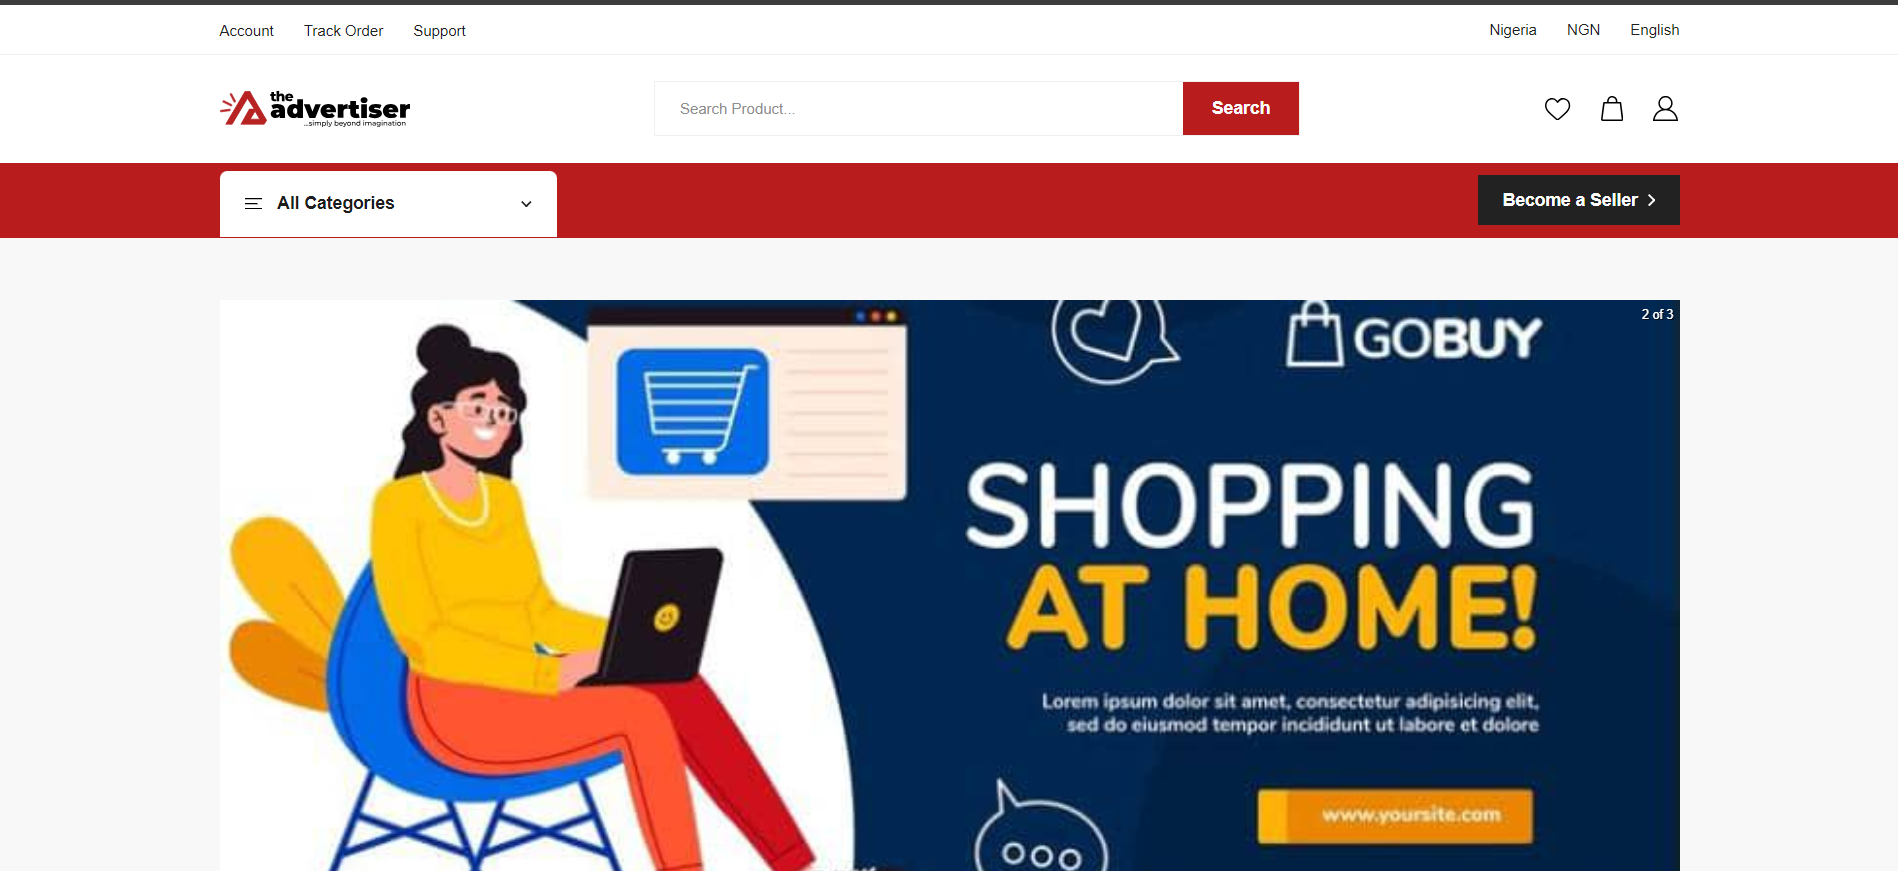 Account Track Order Support
Nigeria NGN English
the
advertiser
...simply beyond imagination
Search Product...
Search
All Categories
Become a Seller
2 of 3
GOBUY
SHOPPING
AT HOME!
Lorem ipsum dolor sit amet, consectetur adipisicing elit,
sed do eiusmod tempor incididunt ut labore et dolore
www.yoursite.com